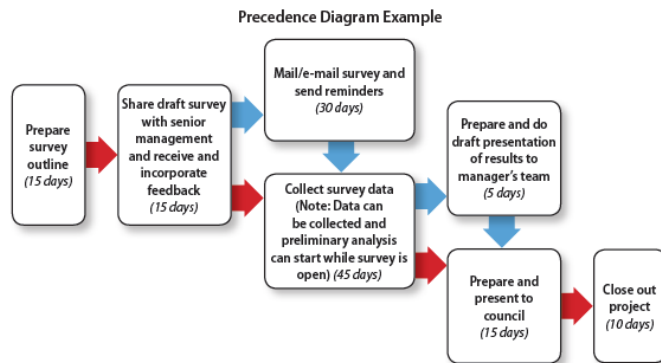 Precedence Diagram Example
Prepare
survey
outline
(15 days)
Share draft survey
with senior
management
and receive and
incorporate
feedback
(15 days)
Mail/e-mail survey and
send reminders
(30 days)
Collect survey data
(Note: Data can
be collected and
preliminary analysis
can start while survey is
open) (45 days)
Prepare and do
draft presentation
of results to
manager’s team
(5 days)
Prepare and
present to
council
(15 days)
Close out
project
(10 days)